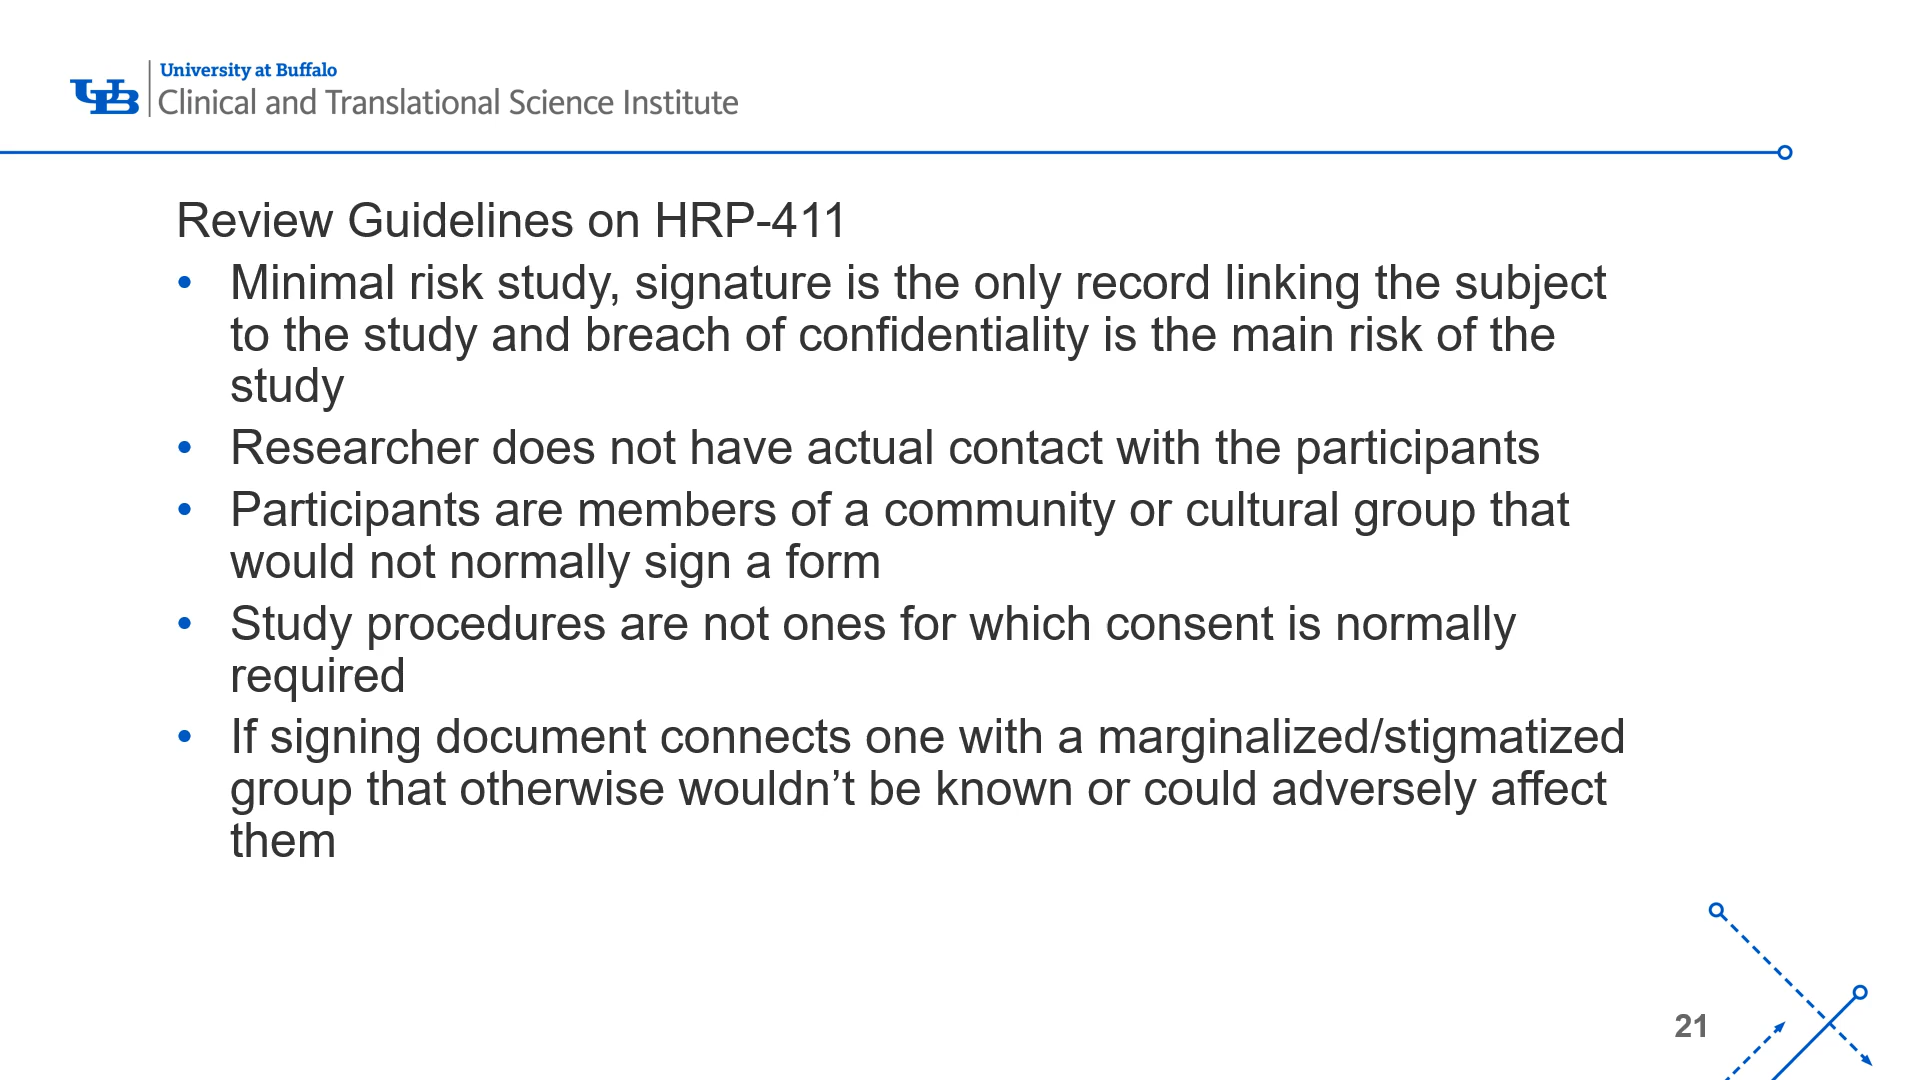 University at Buffalo
UB Clinical and Translational Science Institute
Review Guidelines on HRP-411
• Minimal risk study, signature is the only record linking the subject
to the study and breach of confidentiality is the main risk of the
study
• Researcher does not have actual contact with the participants
• Participants are members of a community or cultural group that
would not normally sign a form
• Study procedures are not ones for which consent is normally
required
• If signing document connects one with a marginalized/stigmatized
group that otherwise wouldn’t be known or could adversely affect
them
21